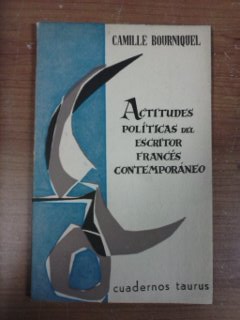 CAMILLE BOURNIQUEL
ACTITUDES
POLÍTICAS DEL
ESCRITOR
FRANCÉS
CONTEMPORÁNEO
cuadernos taurus